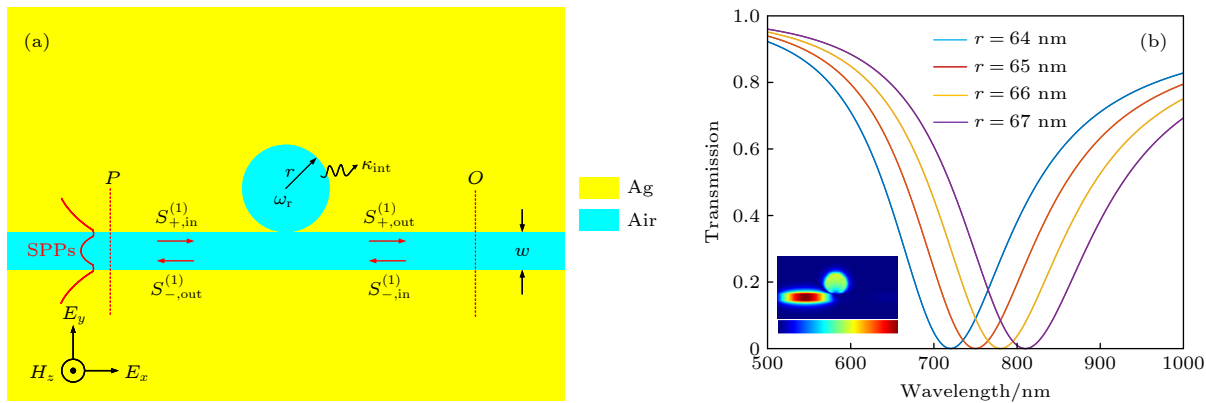 (a)
r
κint
ωr
P
O
S+,in(1)
S+,out(1)
SPPs
w
S−,out(1)
S−,in(1)
Ey
Hz
Ex
Ag
Air
(b)
r = 64 nm
r = 65 nm
r = 66 nm
r = 67 nm
Transmission
1.0
0.8
0.6
0.4
0.2
0
500
600
700
800
900
1000
Wavelength/nm